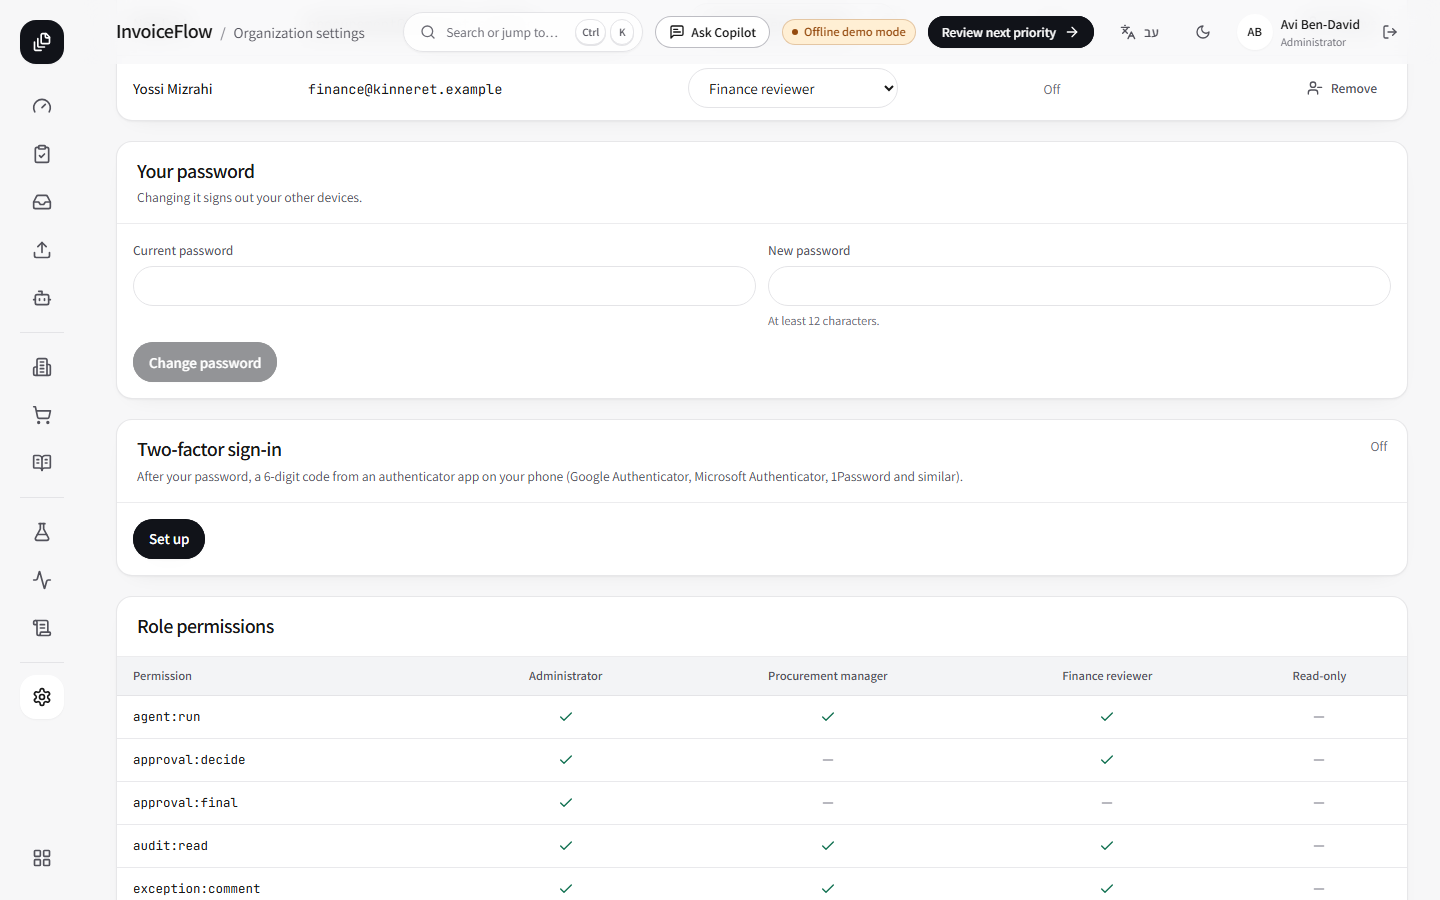 InvoiceFlow / Organization settings
Search or jump to… Ctrl K
Ask Copilot
Offline demo mode
Review next priority
עב
AB
Avi Ben-David
Administrator
Yossi Mizrahi finance@kinneret.example Finance reviewer Off Remove
Your password
Changing it signs out your other devices.
Current password New password
At least 12 characters.
Change password
Two-factor sign-in Off
After your password, a 6-digit code from an authenticator app on your phone (Google Authenticator, Microsoft Authenticator, 1Password and similar).
Set up
Role permissions
Permission Administrator Procurement manager Finance reviewer Read-only
agent:run ✓ ✓ ✓ —
approval:decide ✓ — ✓ —
approval:final ✓ — — —
audit:read ✓ ✓ ✓ —
exception:comment ✓ ✓ ✓ —